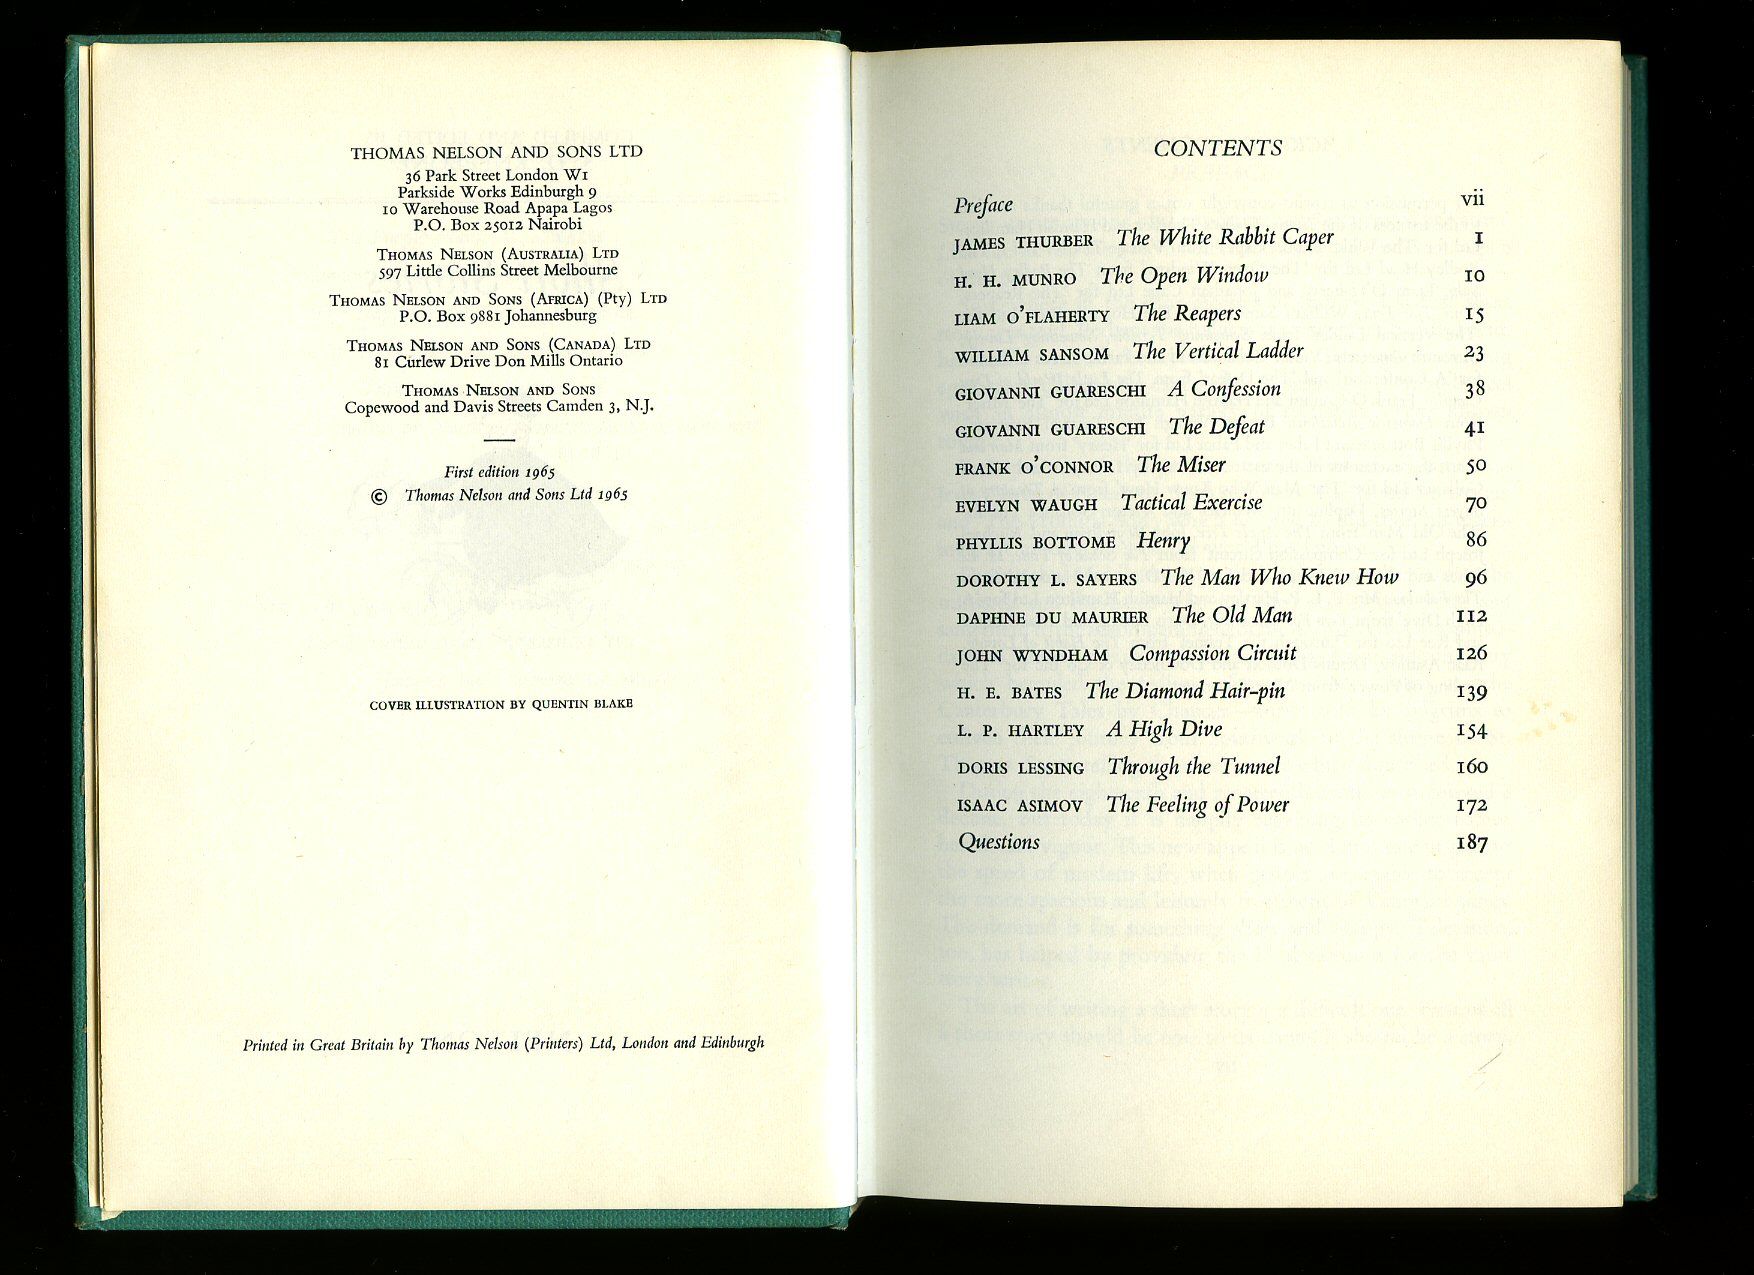 THOMAS NELSON AND SONS LTD
36 Park Street London W1
Parkside Works Edinburgh 9
10 Warehouse Road Apapa Lagos
P.O. Box 25012 Nairobi
THOMAS NELSON (AUSTRALIA) LTD
597 Little Collins Street Melbourne
THOMAS NELSON AND SONS (AFRICA) (Pty) LTD
P.O. Box 9881 Johannesburg
THOMAS NELSON AND SONS (CANADA) LTD
81 Curlew Drive Don Mills Ontario
THOMAS NELSON AND SONS
Copewood and Davis Streets Camden 3, N.J.
First edition 1965
© Thomas Nelson and Sons Ltd 1965
COVER ILLUSTRATION BY QUENTIN BLAKE
Printed in Great Britain by Thomas Nelson (Printers) Ltd, London and Edinburgh
CONTENTS
Preface vii
JAMES THURBER The White Rabbit Caper 1
H. H. MUNRO The Open Window 10
LIAM O'FLAHERTY The Reapers 15
WILLIAM SANSOM The Vertical Ladder 23
GIOVANNI GUARESCHI A Confession 38
GIOVANNI GUARESCHI The Defeat 41
FRANK O'CONNOR The Miser 50
EVELYN WAUGH Tactical Exercise 70
PHYLLIS BOTTOME Henry 86
DOROTHY L. SAYERS The Man Who Knew How 96
DAPHNE DU MAURIER The Old Man 112
JOHN WYNDHAM Compassion Circuit 126
H. E. BATES The Diamond Hair-pin 139
L. P. HARTLEY A High Dive 154
DORIS LESSING Through the Tunnel 160
ISAAC ASIMOV The Feeling of Power 172
Questions 187